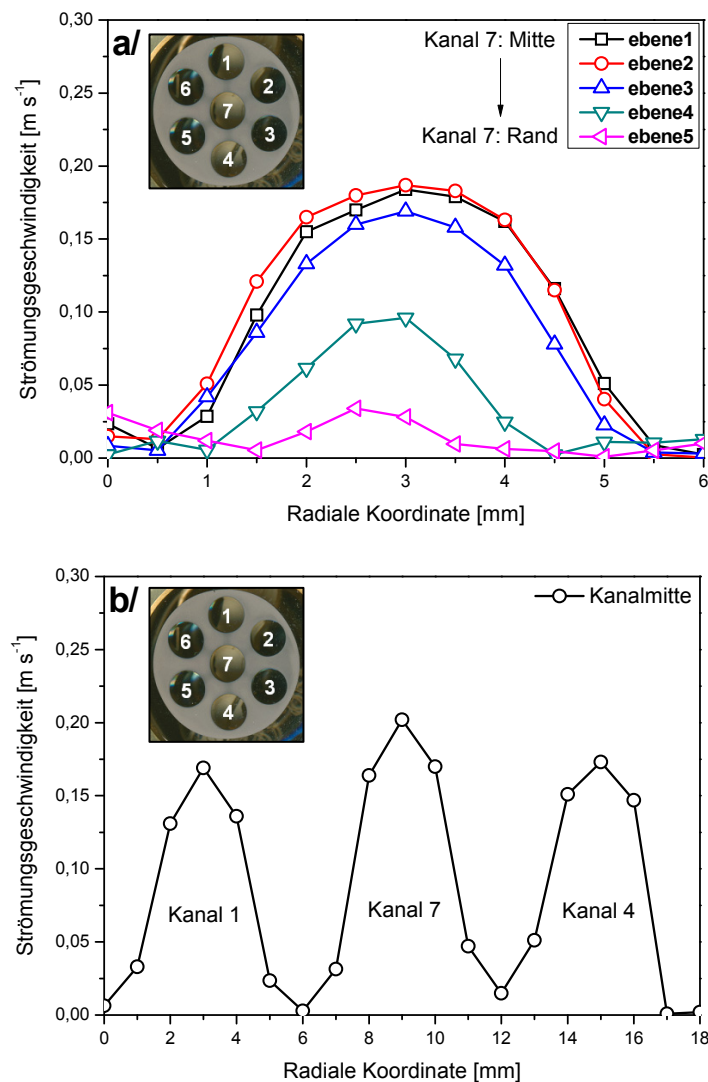 a/
Strömungsgeschwindigkeit [m s⁻¹]
0,30
0,25
0,20
0,15
0,10
0,05
0,00
1
6
2
7
5
3
4
Kanal 7: Mitte
Kanal 7: Rand
ebene1
ebene2
ebene3
ebene4
ebene5
0 1 2 3 4 5 6
Radiale Koordinate [mm]
b/
Strömungsgeschwindigkeit [m s⁻¹]
0,30
0,25
0,20
0,15
0,10
0,05
0,00
1
6
2
7
5
3
4
Kanalmitte
Kanal 1
Kanal 7
Kanal 4
0 2 4 6 8 10 12 14 16 18
Radiale Koordinate [mm]